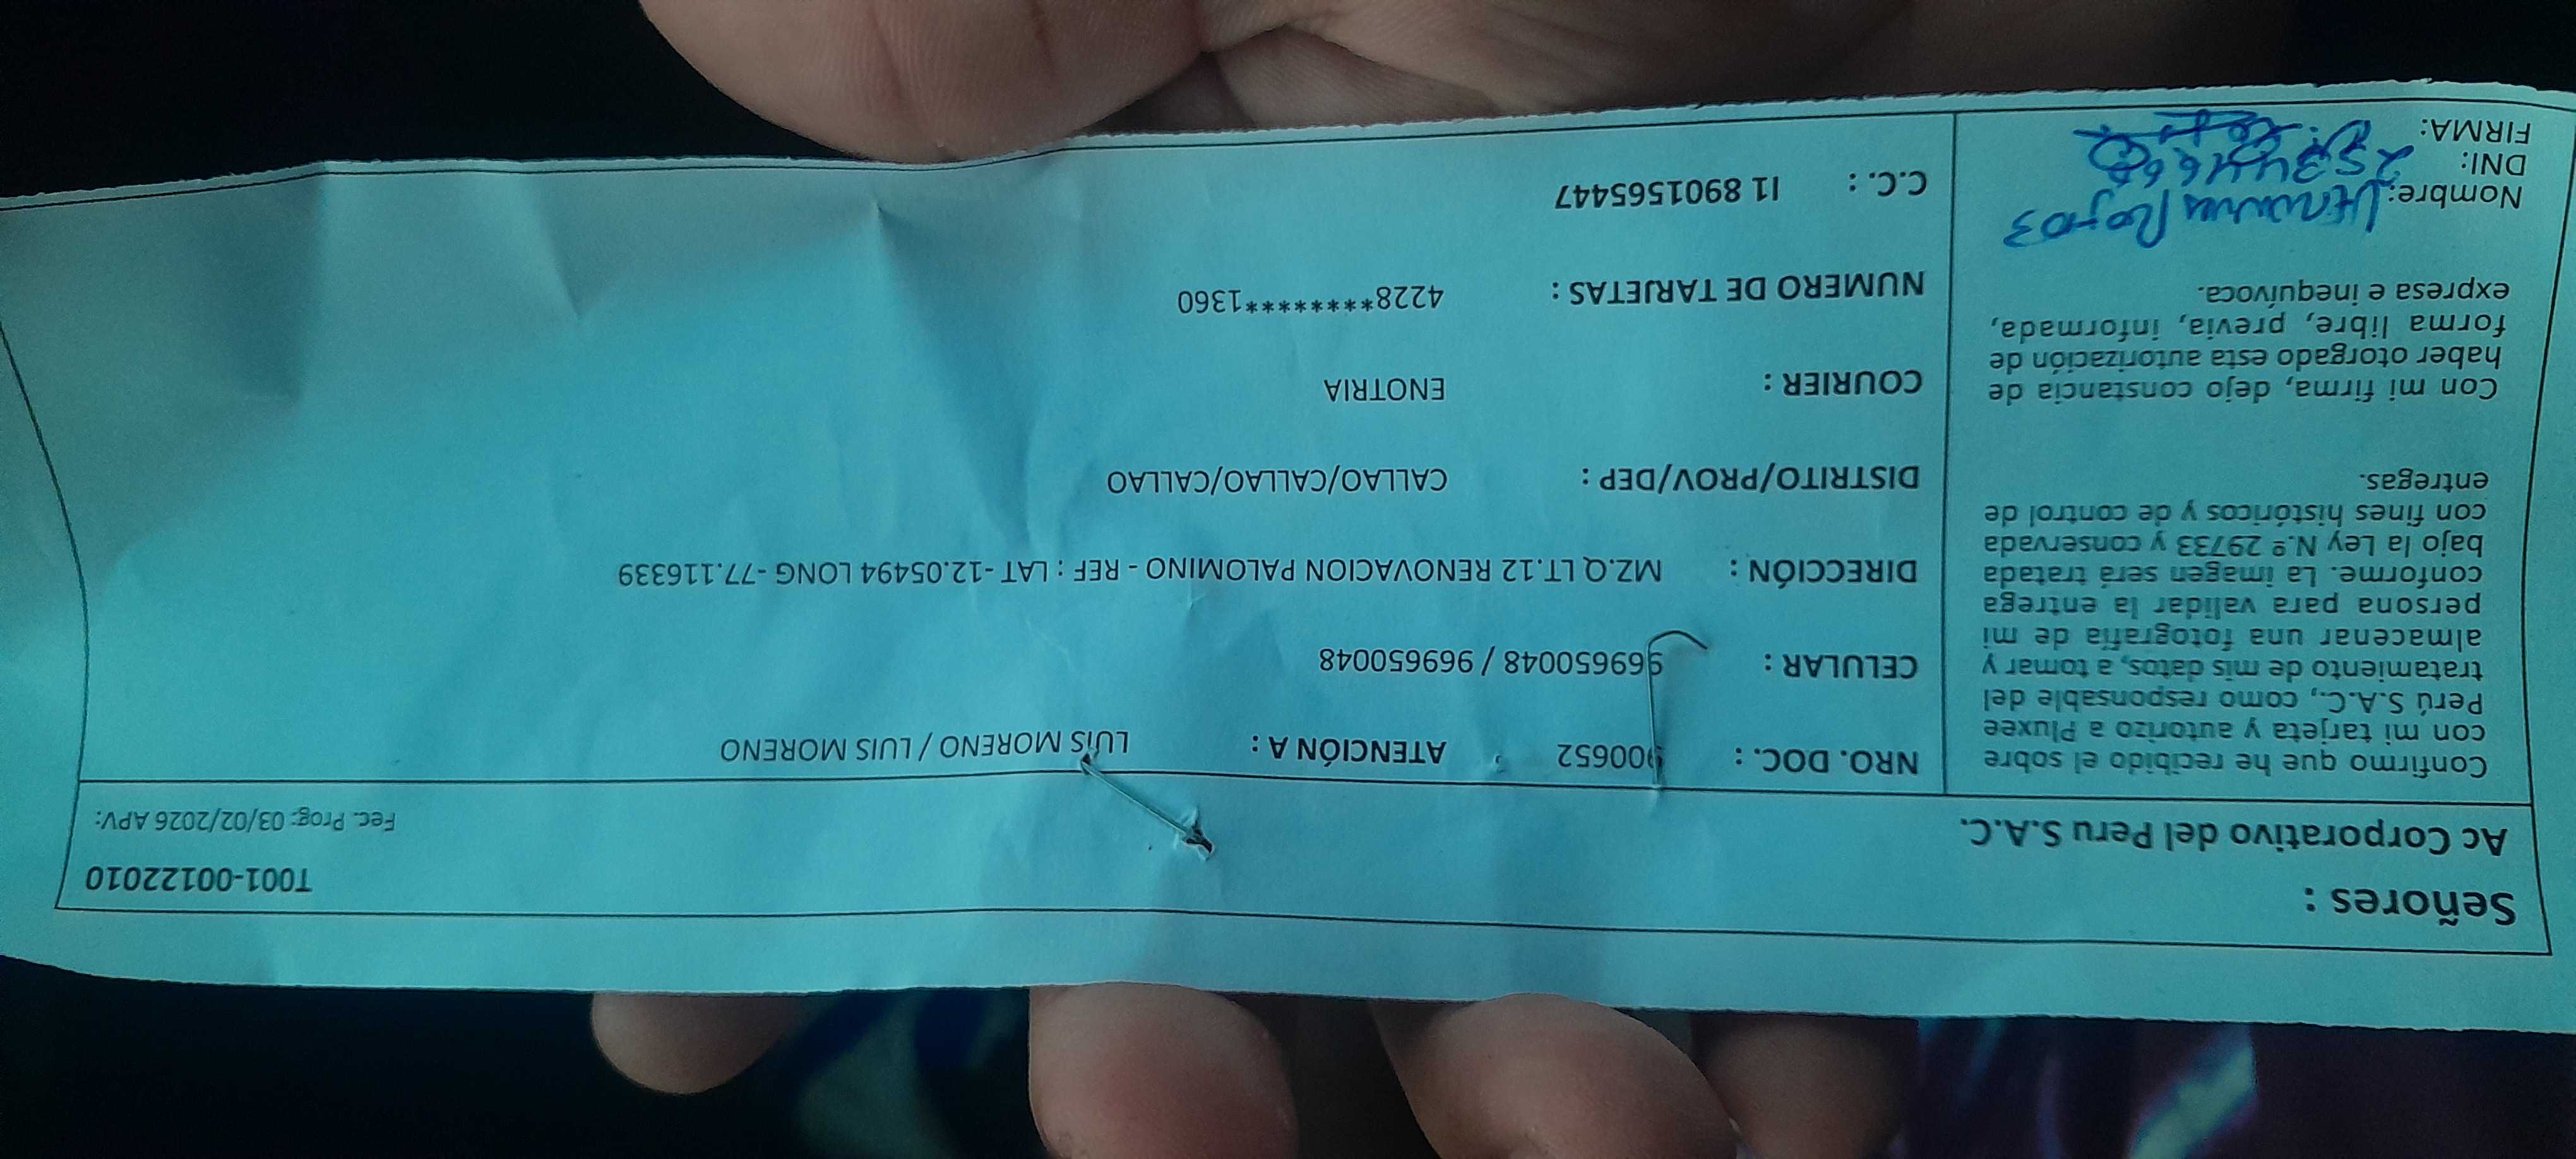 Señores :
T001-00122010
Ac Corporativo del Peru S.A.C.
Fec. Prog: 03/02/2026 APV:
Confirmo que he recibido el sobre
con mi tarjeta y autorizo a Pluxee
Perú S.A.C., como responsable del
tratamiento de mis datos, a tomar y
almacenar una fotografía de mi
persona para validar la entrega
conforme. La imagen será tratada
bajo la Ley N.º 29733 y conservada
con fines históricos y de control de
entregas.
Con mi firma, dejo constancia de
haber otorgado esta autorización de
forma libre, previa, informada,
expresa e inequívoca.
Nombre:
DNI:
FIRMA:
NRO. DOC. : 900652 ATENCIÓN A : LUIS MORENO / LUIS MORENO
CELULAR : 969650048 / 969650048
DIRECCIÓN : MZ.Q LT.12 RENOVACION PALOMINO - REF : LAT -12.05494 LONG -77.116339
DISTRITO/PROV/DEP : CALLAO/CALLAO/CALLAO
COURIER : ENOTRIA
NUMERO DE TARJETAS : 4228*********1360
C.C. : I1 8901565447